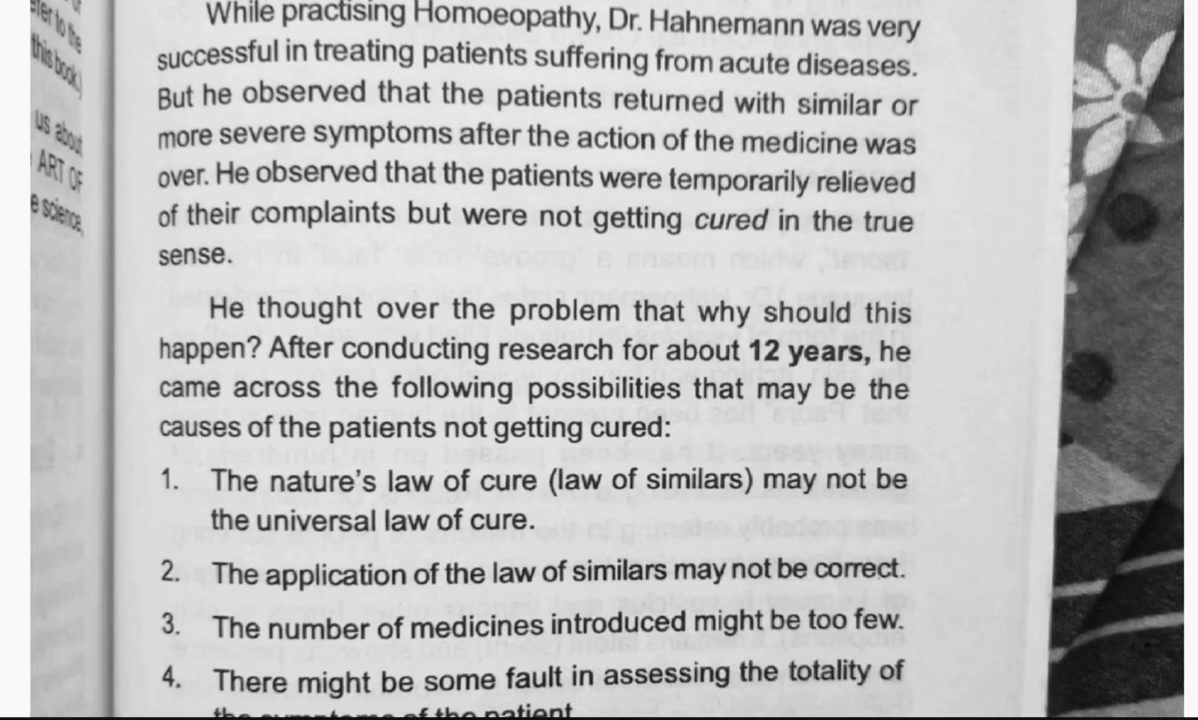 ster to the
this book.)
us about
ART OF
e science,
While practising Homoeopathy, Dr. Hahnemann was very
successful in treating patients suffering from acute diseases.
But he observed that the patients returned with similar or
more severe symptoms after the action of the medicine was
over. He observed that the patients were temporarily relieved
of their complaints but were not getting cured in the true
sense.
He thought over the problem that why should this
happen? After conducting research for about 12 years, he
came across the following possibilities that may be the
causes of the patients not getting cured:
1. The nature's law of cure (law of similars) may not be
the universal law of cure.
2. The application of the law of similars may not be correct.
3. The number of medicines introduced might be too few.
4. There might be some fault in assessing the totality of
the symptoms of the patient